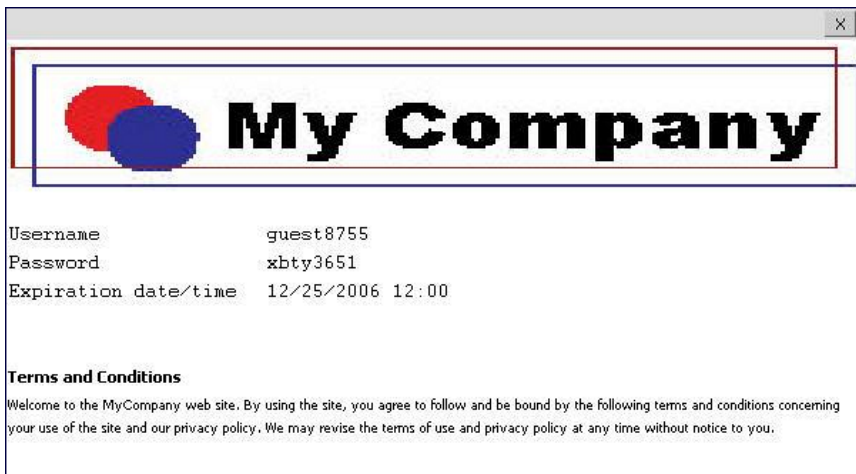 X
My Company
Username guest8755
Password xbty3651
Expiration date/time 12/25/2006 12:00
Terms and Conditions
Welcome to the MyCompany web site. By using the site, you agree to follow and be bound by the following terms and conditions concerning
your use of the site and our privacy policy. We may revise the terms of use and privacy policy at any time without notice to you.